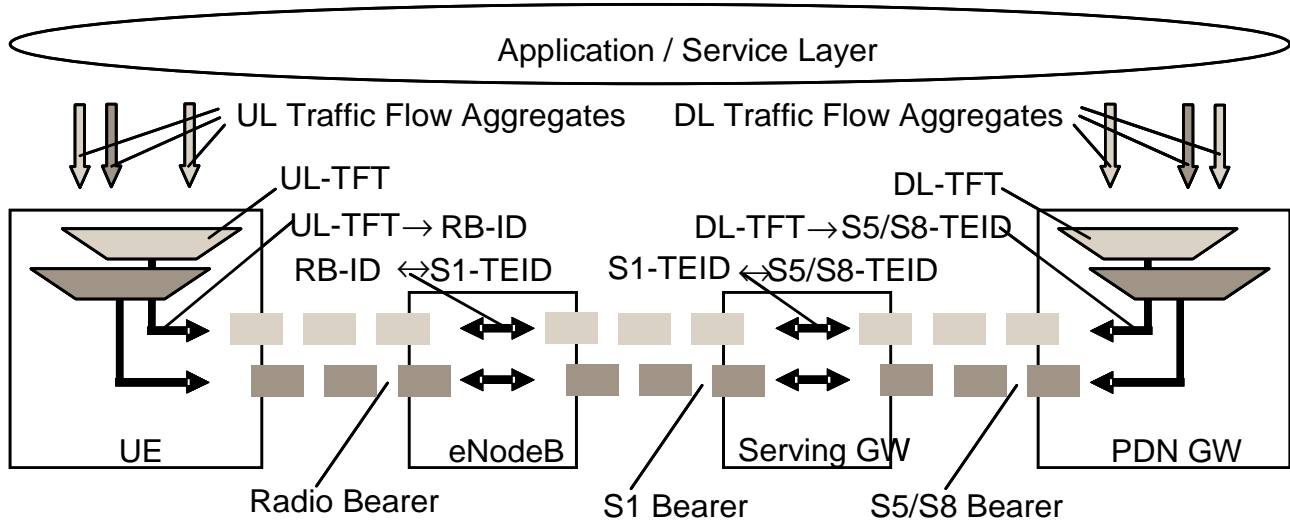 Application / Service Layer
UL Traffic Flow Aggregates
DL Traffic Flow Aggregates
UL-TFT
DL-TFT
UL-TFT → RB-ID
DL-TFT → S5/S8-TEID
RB-ID ↔ S1-TEID
S1-TEID ↔ S5/S8-TEID
UE
eNodeB
Serving GW
PDN GW
Radio Bearer
S1 Bearer
S5/S8 Bearer